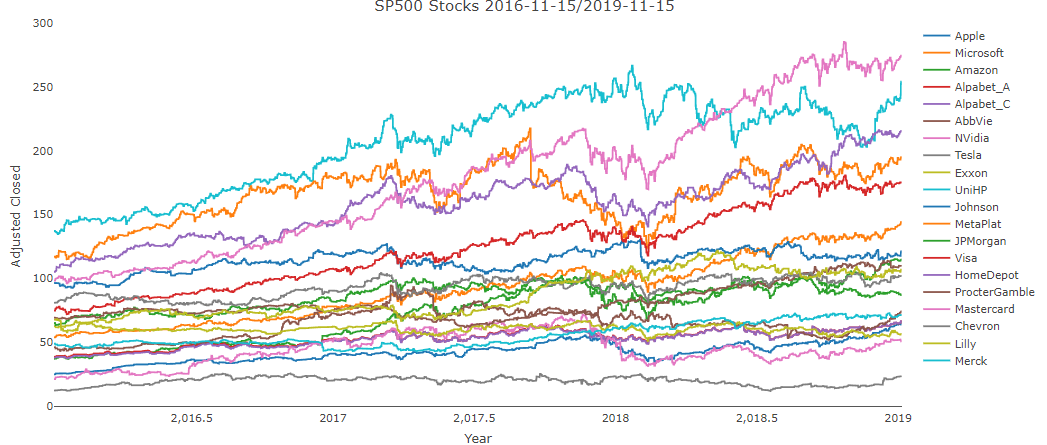 SP500 Stocks 2016-11-15/2019-11-15
300
250
200
150
100
50
0
Adjusted Closed
2,016.5
2017
2,017.5
2018
2,018.5
2019
Year
Apple
Microsoft
Amazon
Alpabet_A
Alpabet_C
AbbVie
NVidia
Tesla
Exxon
UniHP
Johnson
MetaPlat
JPMorgan
Visa
HomeDepot
ProcterGamble
Mastercard
Chevron
Lilly
Merck